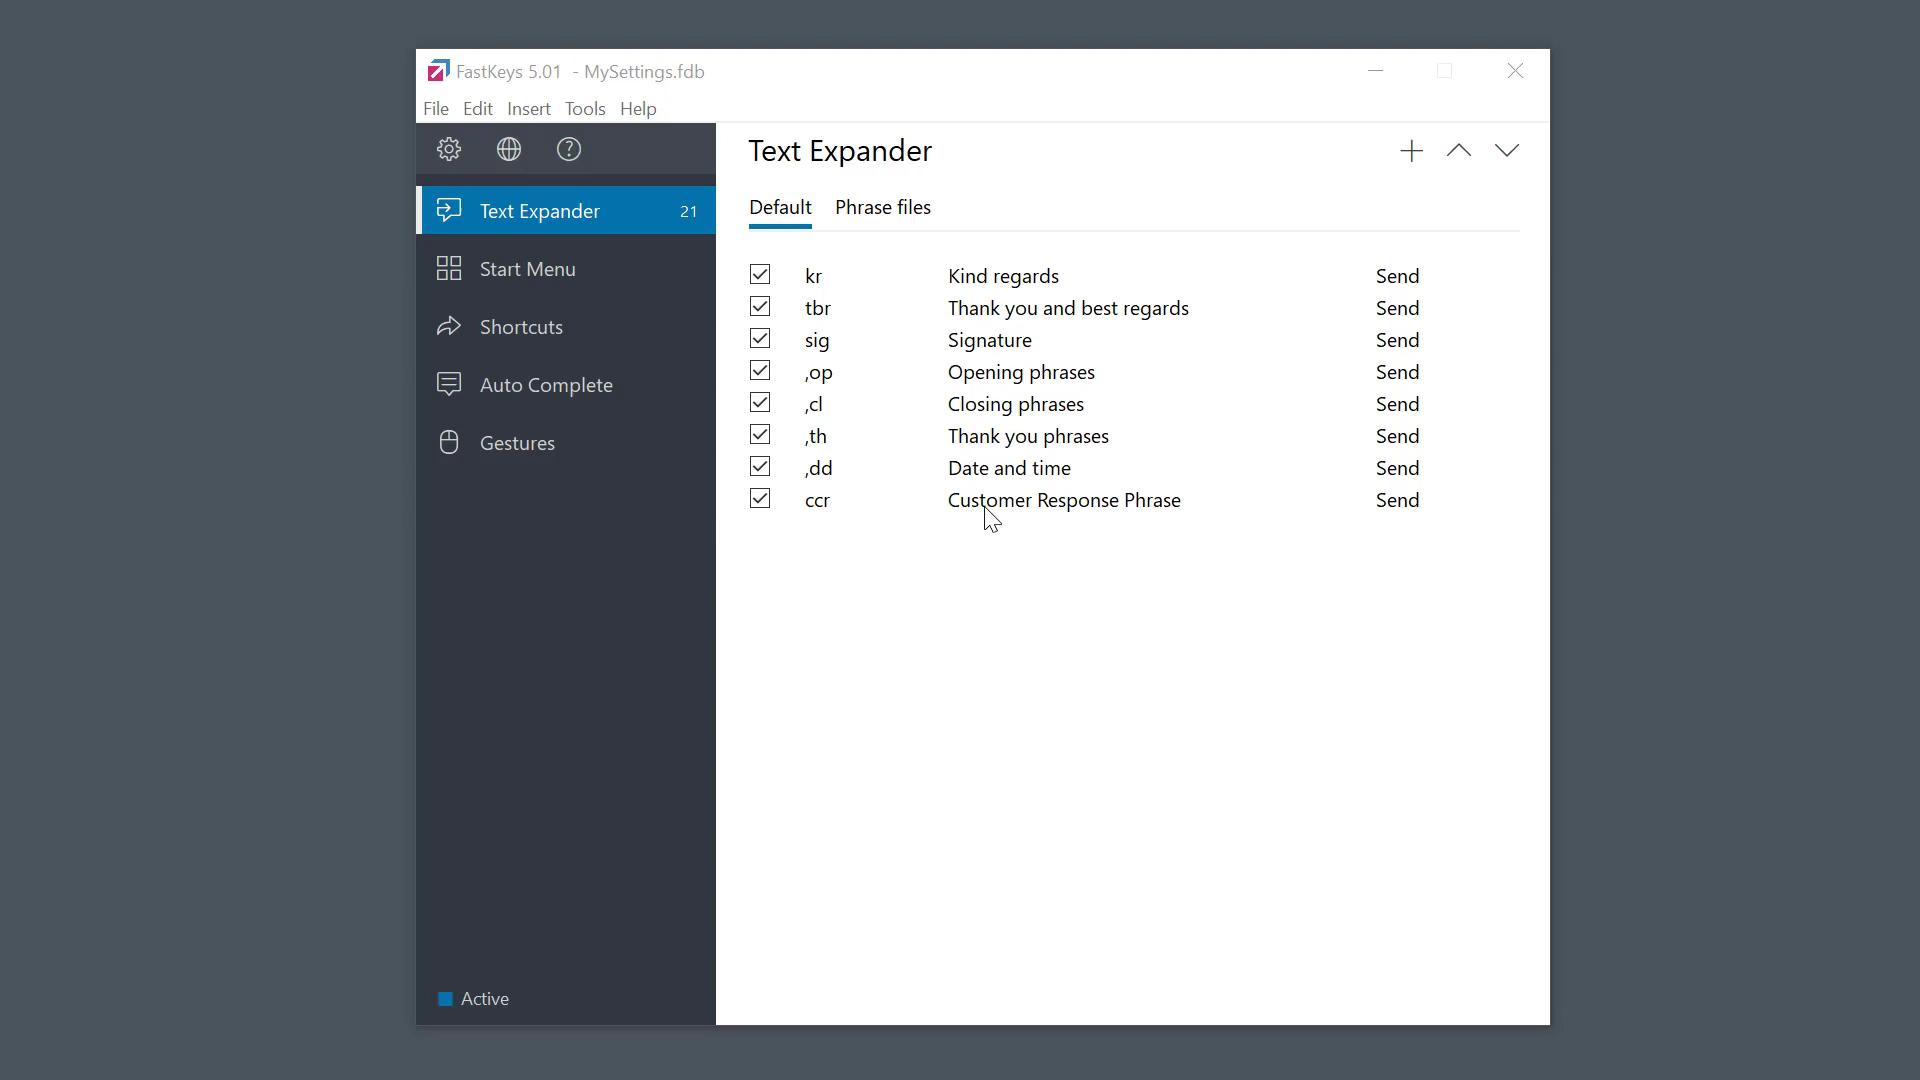 FastKeys 5.01 - MySettings.fdb
File Edit Insert Tools Help
Text Expander 21
Start Menu
Shortcuts
Auto Complete
Gestures
Active
Text Expander
Default Phrase files
kr Kind regards Send
tbr Thank you and best regards Send
sig Signature Send
,op Opening phrases Send
,cl Closing phrases Send
,th Thank you phrases Send
,dd Date and time Send
ccr Customer Response Phrase Send